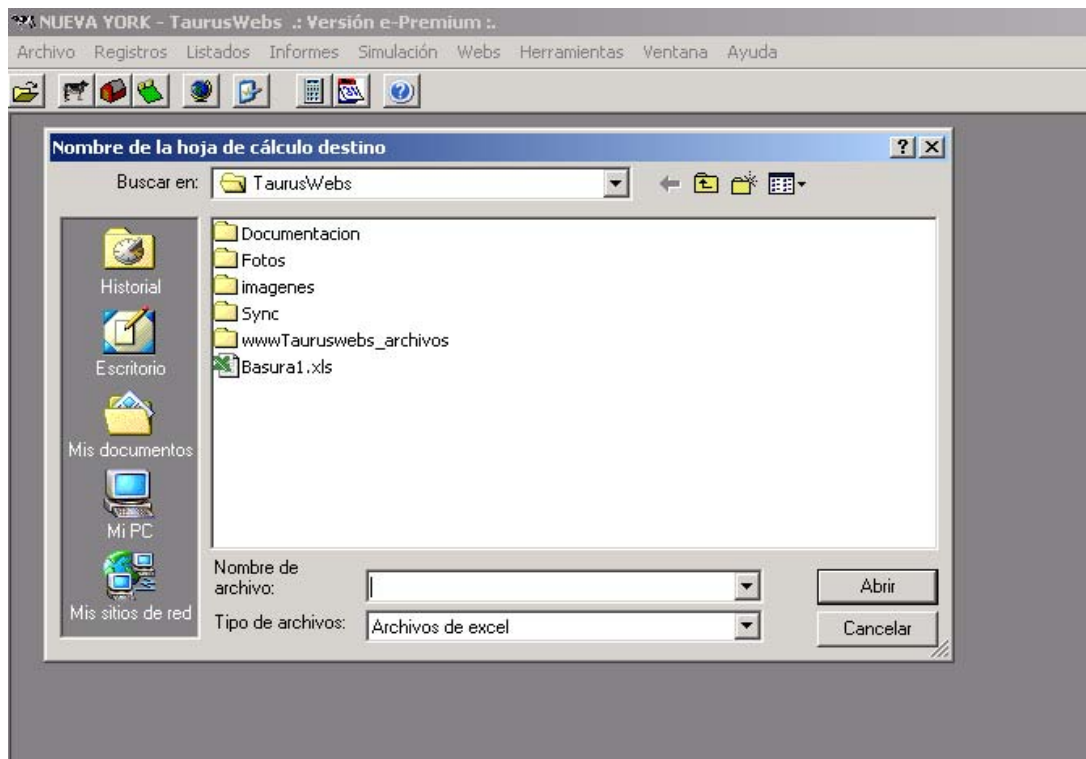 NUEVA YORK - TaurusWebs .: Versión e-Premium :.
Archivo Registros Listados Informes Simulación Webs Herramientas Ventana Ayuda
Nombre de la hoja de cálculo destino
Buscar en: TaurusWebs
Historial
Escritorio
Mis documentos
Mi PC
Mis sitios de red
Documentacion
Fotos
imagenes
Sync
wwwTauruswebs_archivos
Basura1.xls
Nombre de archivo:
Abrir
Tipo de archivos: Archivos de excel
Cancelar